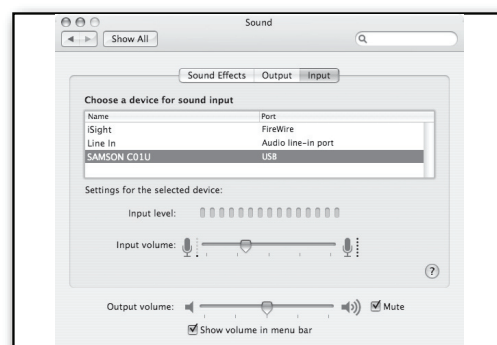 Sound
Show All
Sound Effects Output Input
Choose a device for sound input
Name Port
iSight FireWire
Line In Audio line-in port
SAMSON C01U USB
Settings for the selected device:
Input level:
Input volume:
?
Output volume: Mute
Show volume in menu bar